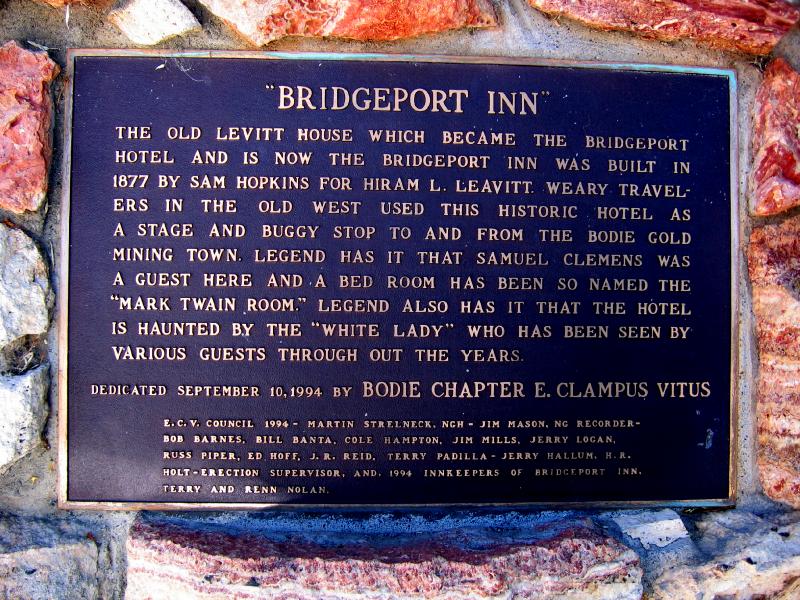 "BRIDGEPORT INN"
THE OLD LEVITT HOUSE WHICH BECAME THE BRIDGEPORT
HOTEL AND IS NOW THE BRIDGEPORT INN WAS BUILT IN
1877 BY SAM HOPKINS FOR HIRAM L. LEAVITT. WEARY TRAVEL-
ERS IN THE OLD WEST USED THIS HISTORIC HOTEL AS
A STAGE AND BUGGY STOP TO AND FROM THE BODIE GOLD
MINING TOWN. LEGEND HAS IT THAT SAMUEL CLEMENS WAS
A GUEST HERE AND A BED ROOM HAS BEEN SO NAMED THE
"MARK TWAIN ROOM." LEGEND ALSO HAS IT THAT THE HOTEL
IS HAUNTED BY THE "WHITE LADY" WHO HAS BEEN SEEN BY
VARIOUS GUESTS THROUGH OUT THE YEARS.
DEDICATED SEPTEMBER 10, 1994 BY BODIE CHAPTER E. CLAMPUS VITUS
E.C.V. COUNCIL 1994 - MARTIN STRELNECK, NGH - JIM MASON, NG RECORDER-
BOB BARNES, BILL BANTA, COLE HAMPTON, JIM MILLS, JERRY LOGAN,
RUSS PIPER, ED HOFF, J.R. REID, TERRY PADILLA - JERRY HALLUM, H.R.
HOLT - ERECTION SUPERVISOR, AND, 1994 INNKEEPERS OF BRIDGEPORT INN,
TERRY AND RENN NOLAN.